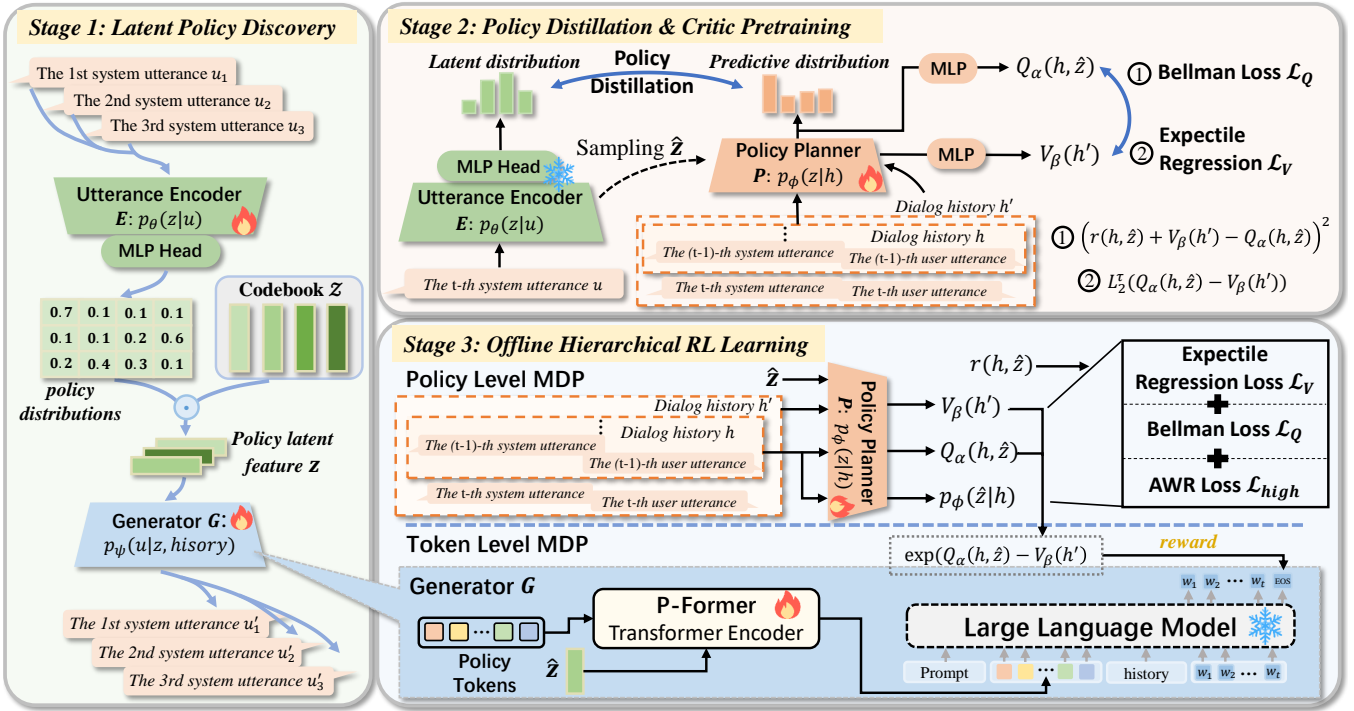 Stage 1: Latent Policy Discovery
The 1st system utterance u₁
The 2nd system utterance u₂
The 3rd system utterance u₃
Utterance Encoder
E: pθ(z|u)
MLP Head
Codebook Z
0.7 0.1 0.1 0.1
0.1 0.1 0.2 0.6
0.2 0.4 0.3 0.1
policy
distributions
Policy latent
feature z
Generator G:
pψ(u|z, hisory)
The 1st system utterance u′₁
The 2nd system utterance u′₂
The 3rd system utterance u′₃
Stage 2: Policy Distillation & Critic Pretraining
Latent distribution
Policy
Distillation
Predictive distribution
MLP
Qα(h, ẑ)
① Bellman Loss ℒQ
MLP Head
Sampling ẑ
Policy Planner
P: pϕ(z|h)
MLP
Vβ(h′)
② Expectile
Regression ℒV
Utterance Encoder
E: pθ(z|u)
Dialog history h′
⋮
Dialog history h
The (t-1)-th system utterance
The (t-1)-th user utterance
The t-th system utterance
The t-th user utterance
The t-th system utterance u
① (r(h, ẑ) + Vβ(h′) − Qα(h, ẑ))²
② L₂^τ(Qα(h, ẑ) − Vβ(h′))
Stage 3: Offline Hierarchical RL Learning
Policy Level MDP
ẑ
Dialog history h′
⋮
Dialog history h
The (t-1)-th system utterance
The (t-1)-th user utterance
The t-th system utterance
The t-th user utterance
Policy Planner
P: pϕ(z|h)
r(h, ẑ)
Vβ(h′)
Qα(h, ẑ)
pϕ(ẑ|h)
Expectile
Regression Loss ℒV
+
Bellman Loss ℒQ
+
AWR Loss ℒhigh
Token Level MDP
exp(Qα(h, ẑ) − Vβ(h′)
reward
Generator G
Policy
Tokens
ẑ
P-Former
Transformer Encoder
w₁ w₂ ⋯ wt EOS
Large Language Model
Prompt
history
w₁ w₂ ⋯ wt